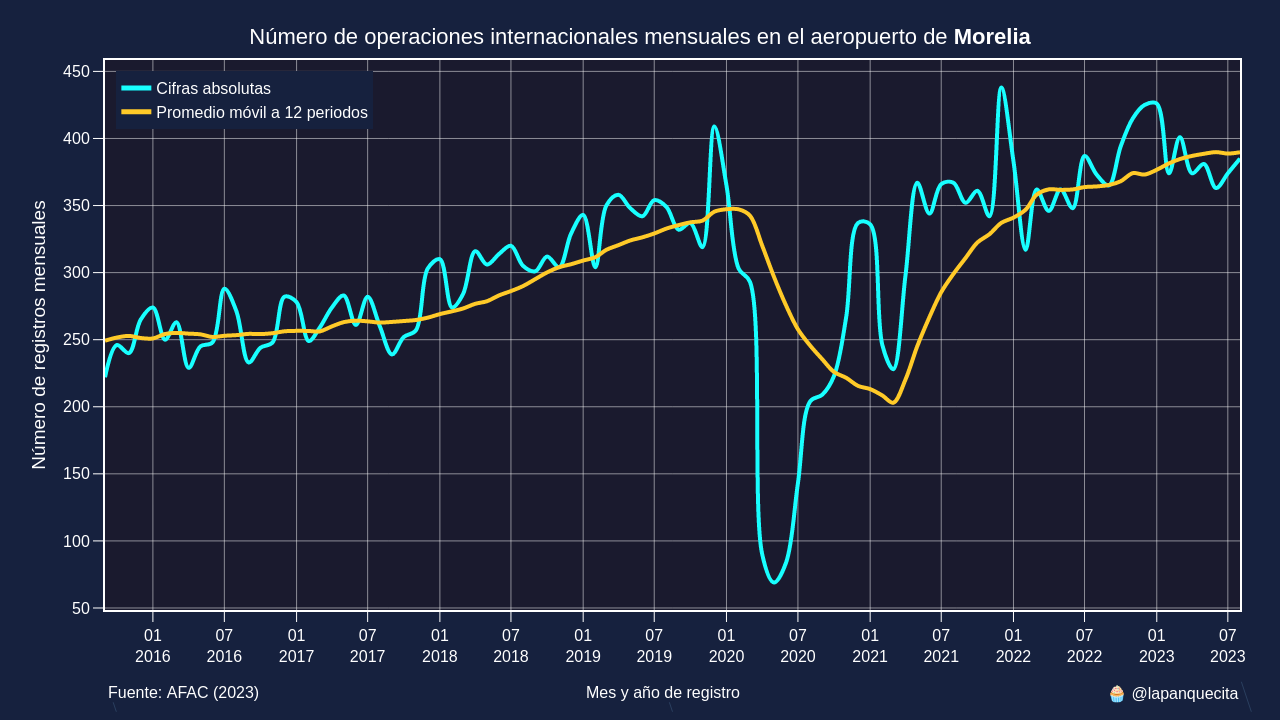 Número de operaciones internacionales mensuales en el aeropuerto de Morelia
Cifras absolutas
Promedio móvil a 12 periodos
Número de registros mensuales
450
400
350
300
250
200
150
100
50
01 07 01 07 01 07 01 07 01 07 01 07 01 07 01 07
2016 2016 2017 2017 2018 2018 2019 2019 2020 2020 2021 2021 2022 2022 2023 2023
Fuente: AFAC (2023)
Mes y año de registro
🧁 @lapanquecita